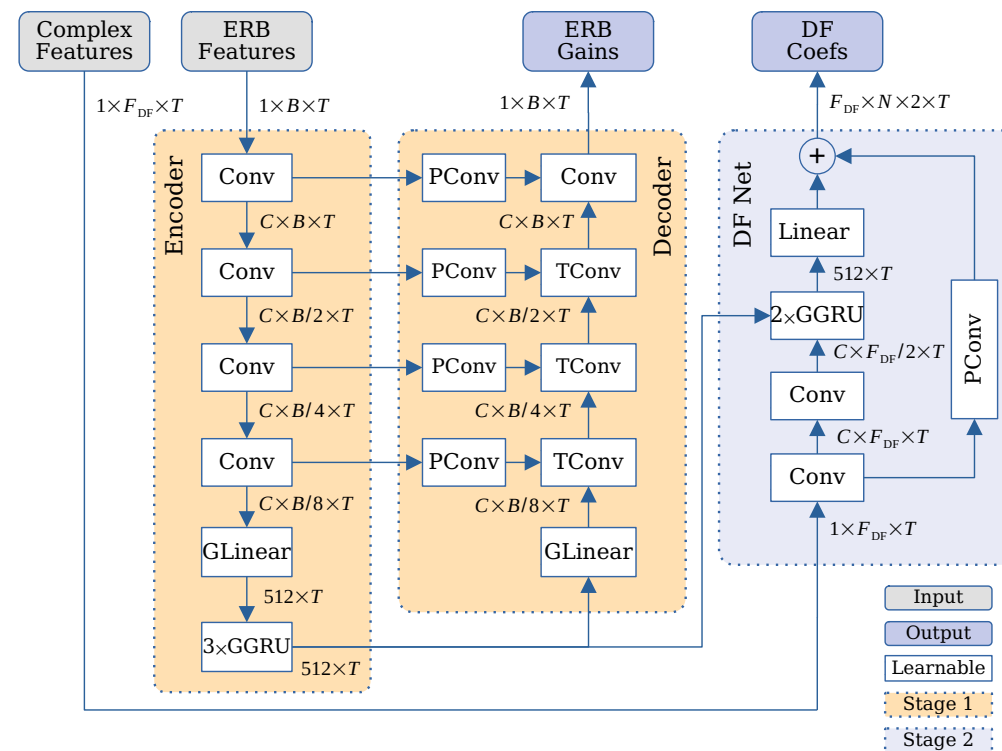 Complex
Features
ERB
Features
ERB
Gains
DF
Coefs
1×F_DF×T
1×B×T
1×B×T
F_DF×N×2×T
Encoder
Conv
C×B×T
Conv
C×B/2×T
Conv
C×B/4×T
Conv
C×B/8×T
GLinear
512×T
3×GGRU
512×T
Decoder
PConv
Conv
C×B×T
PConv
TConv
C×B/2×T
PConv
TConv
C×B/4×T
PConv
TConv
C×B/8×T
GLinear
DF Net
+
Linear
512×T
2×GGRU
C×F_DF/2×T
Conv
C×F_DF×T
Conv
1×F_DF×T
PConv
Input
Output
Learnable
Stage 1
Stage 2